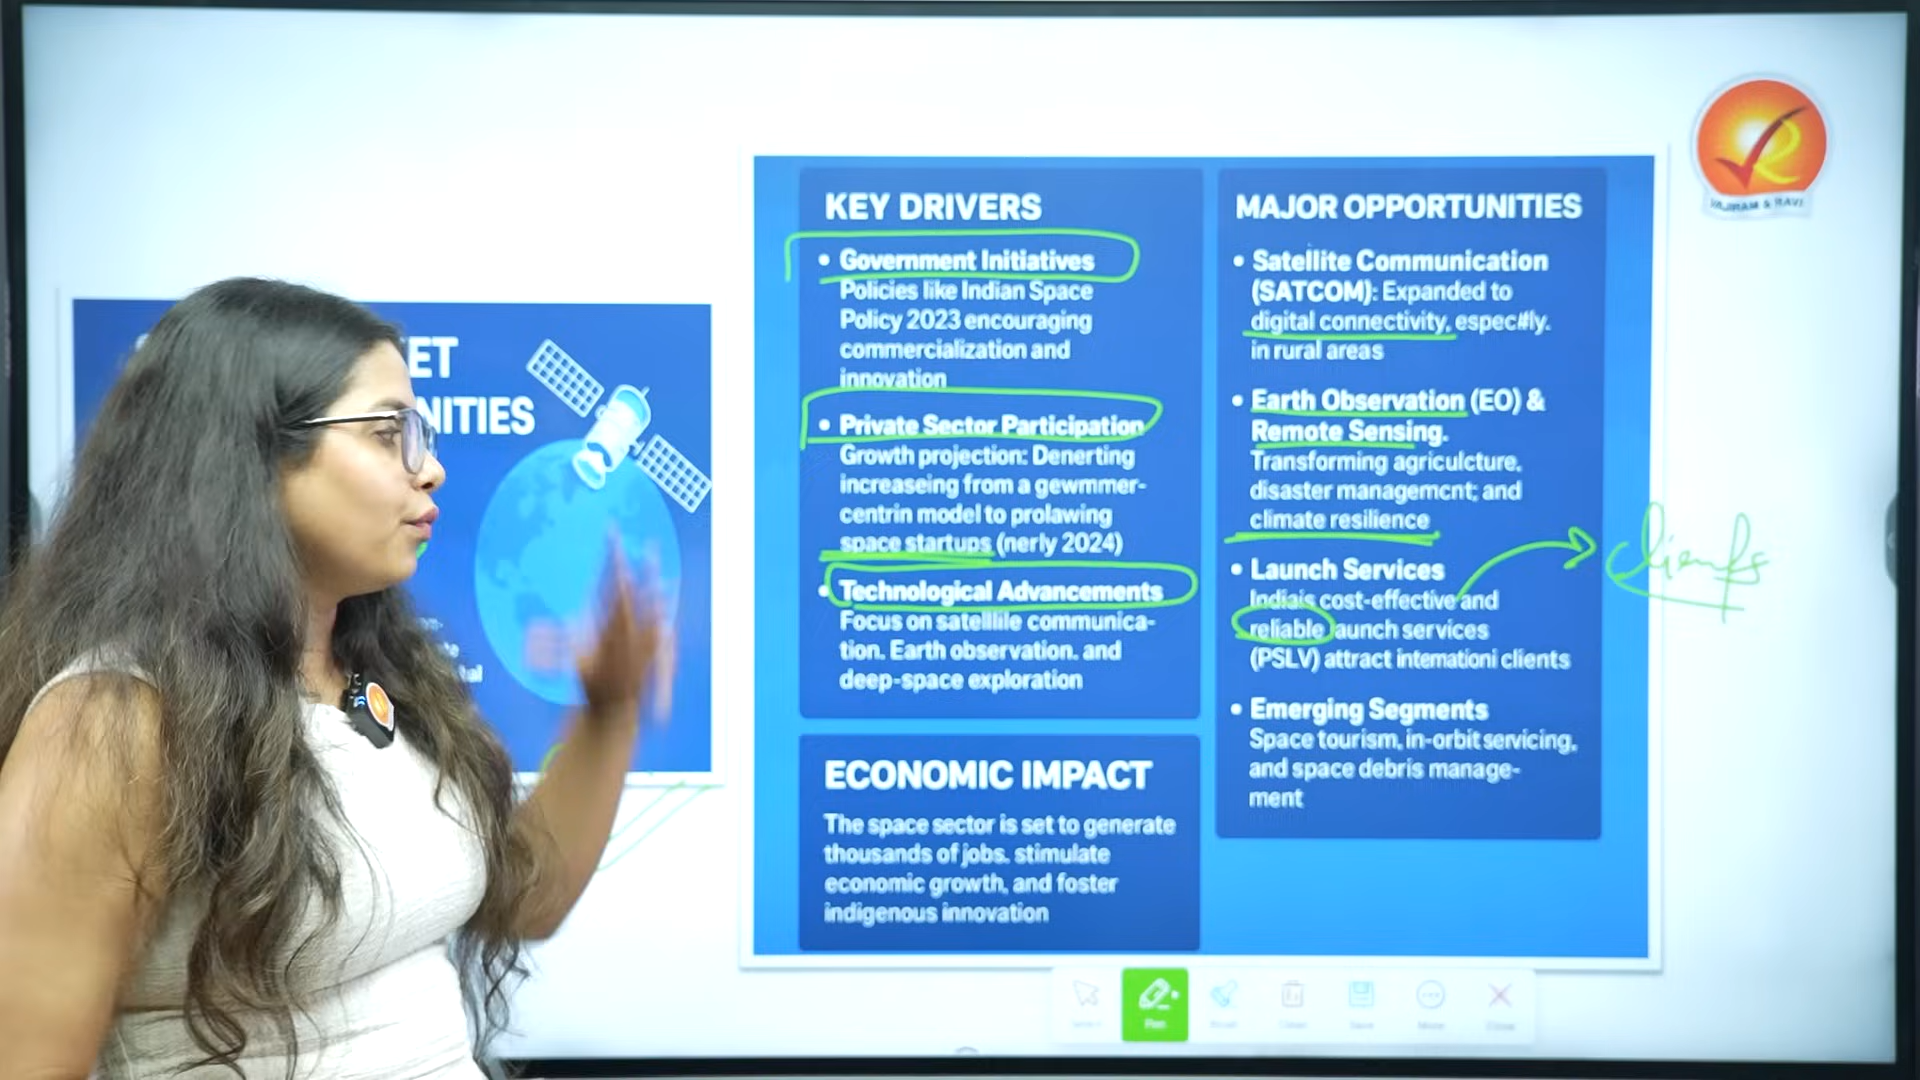 ET
NITIES
KEY DRIVERS
• Government Initiatives
Policies like Indian Space
Policy 2023 encouraging
commercialization and
innovation
• Private Sector Participation
Growth projection: Denerting
increaseing from a gewmmer-
centrin model to prolawing
space startups (nerly 2024)
• Technological Advancements
Focus on satelllile communica-
tion. Earth observation. and
deep-space exploration
ECONOMIC IMPACT
The space sector is set to generate
thousands of jobs. stimulate
economic growth, and foster
indigenous innovation
MAJOR OPPORTUNITIES
• Satellite Communication
(SATCOM): Expanded to
digital connectivity, espec#ly.
in rural areas
• Earth Observation (EO) &
Remote Sensing.
Transforming agriculcture.
disaster managemcnt; and
climate resilience
• Launch Services
Indiais cost-effective and
reliable aunch services
(PSLV) attract internationi clients
• Emerging Segments
Space tourism, in-orbit servicing,
and space debris manage-
ment
clients
VAJIRAM & RAVI
Pen